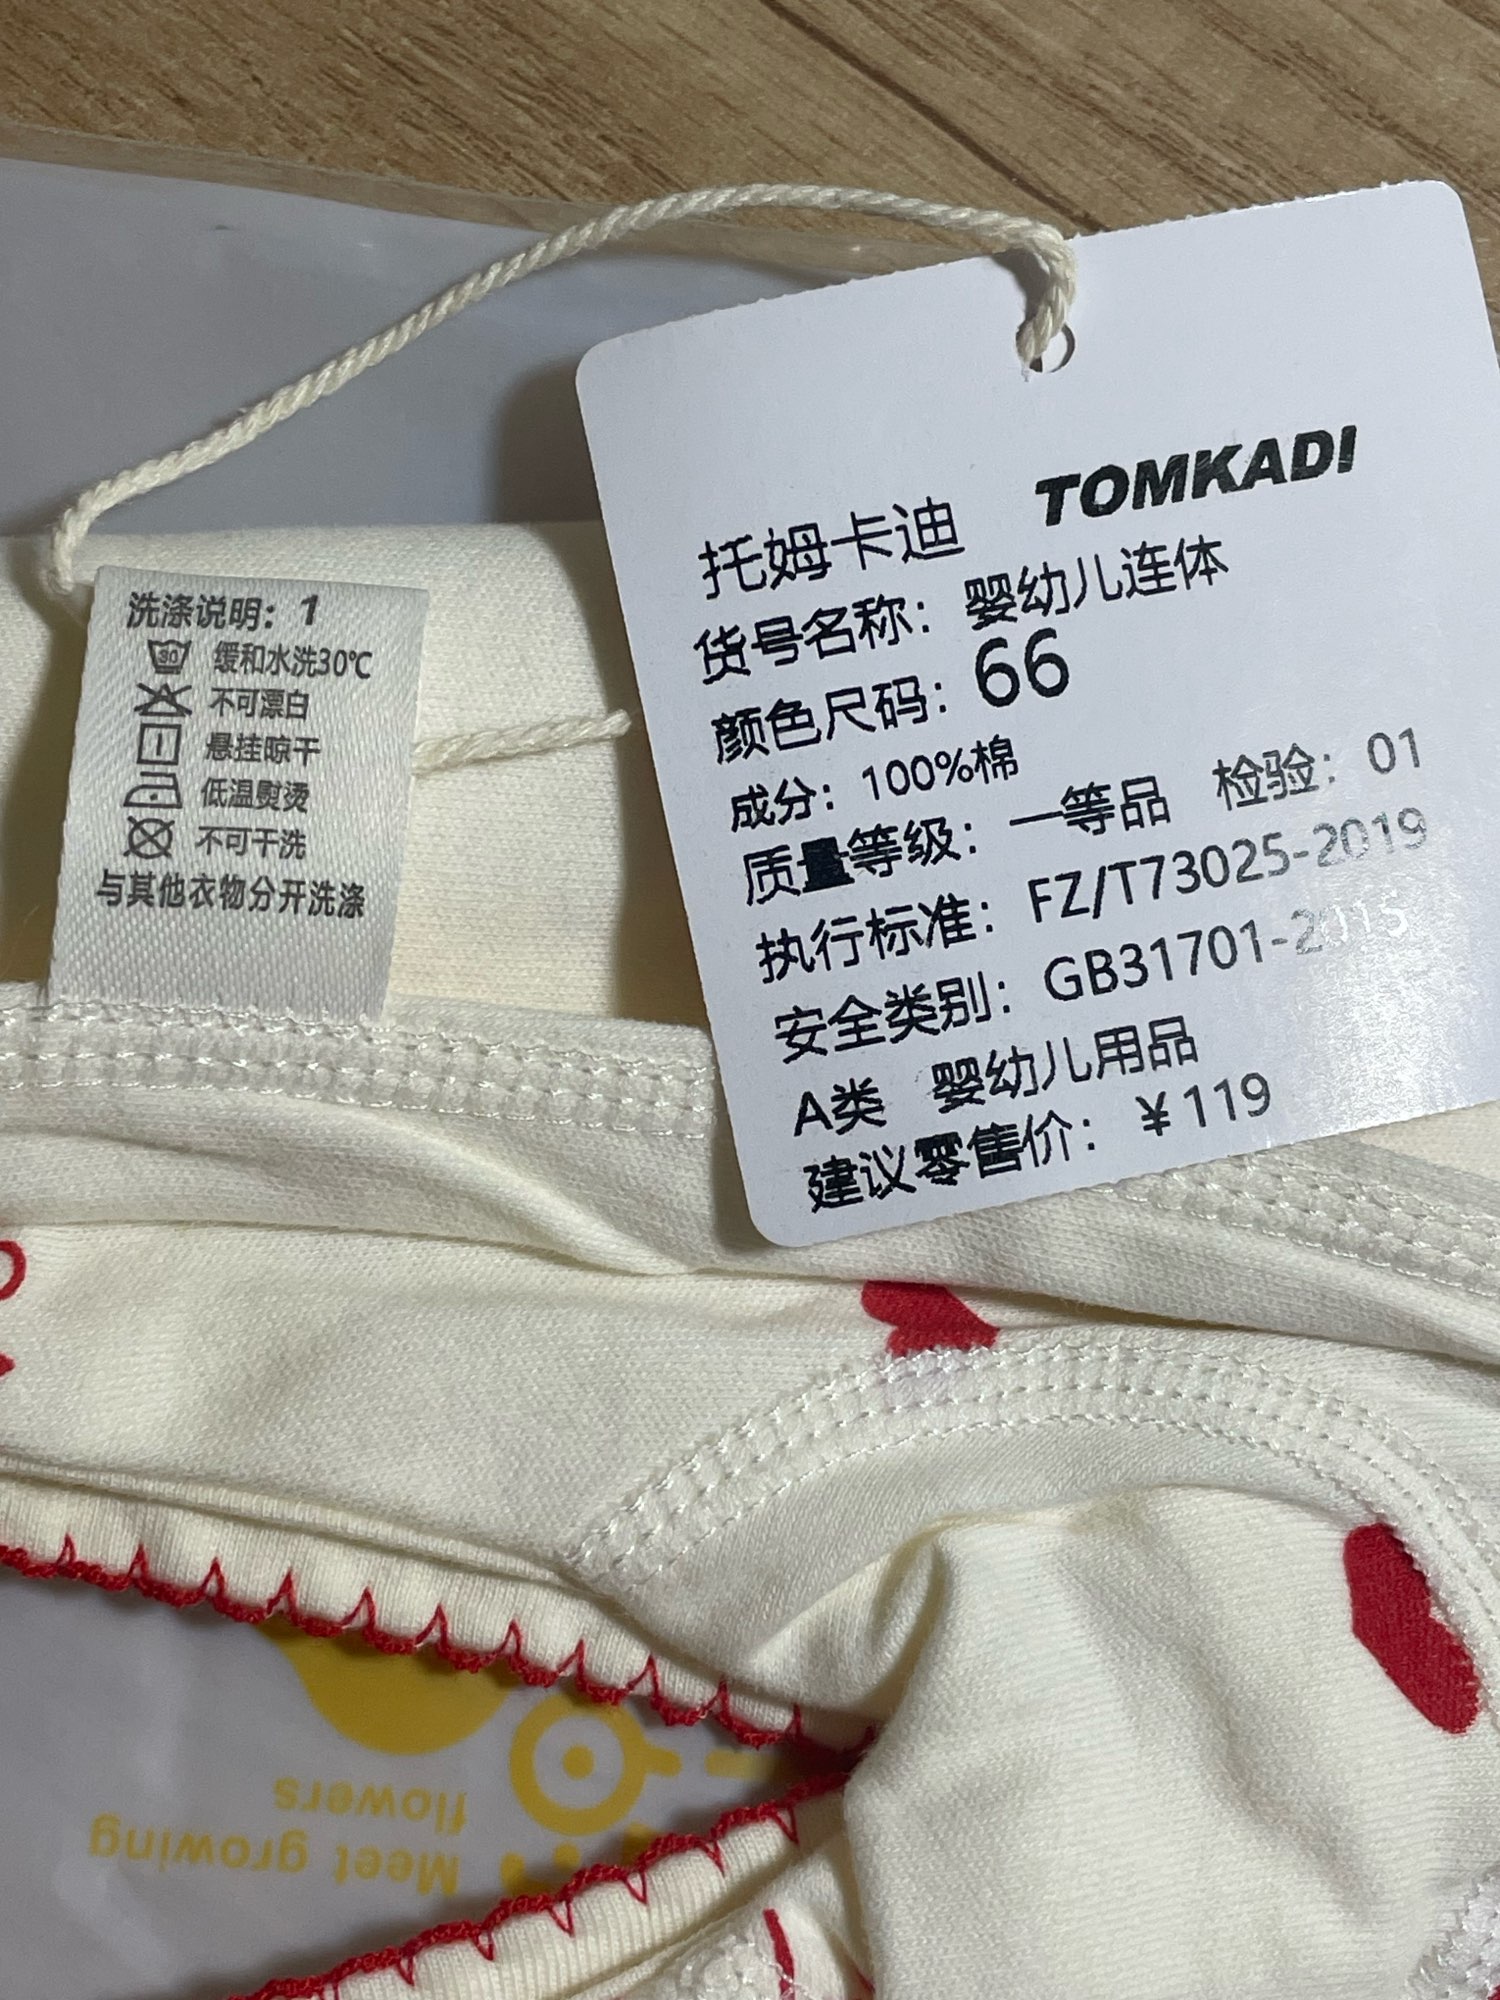 洗涤说明：1
30 缓和水洗30℃
不可漂白
悬挂晾干
低温熨烫
不可干洗
与其他衣物分开洗涤
托姆卡迪 TOMKADI
货号名称：婴幼儿连体
颜色尺码：66
成分：100%棉
质量等级：一等品 检验：01
执行标准：FZ/T73025-2019
安全类别：GB31701-2015
A类 婴幼儿用品
建议零售价：￥119
Meet growing
flowers